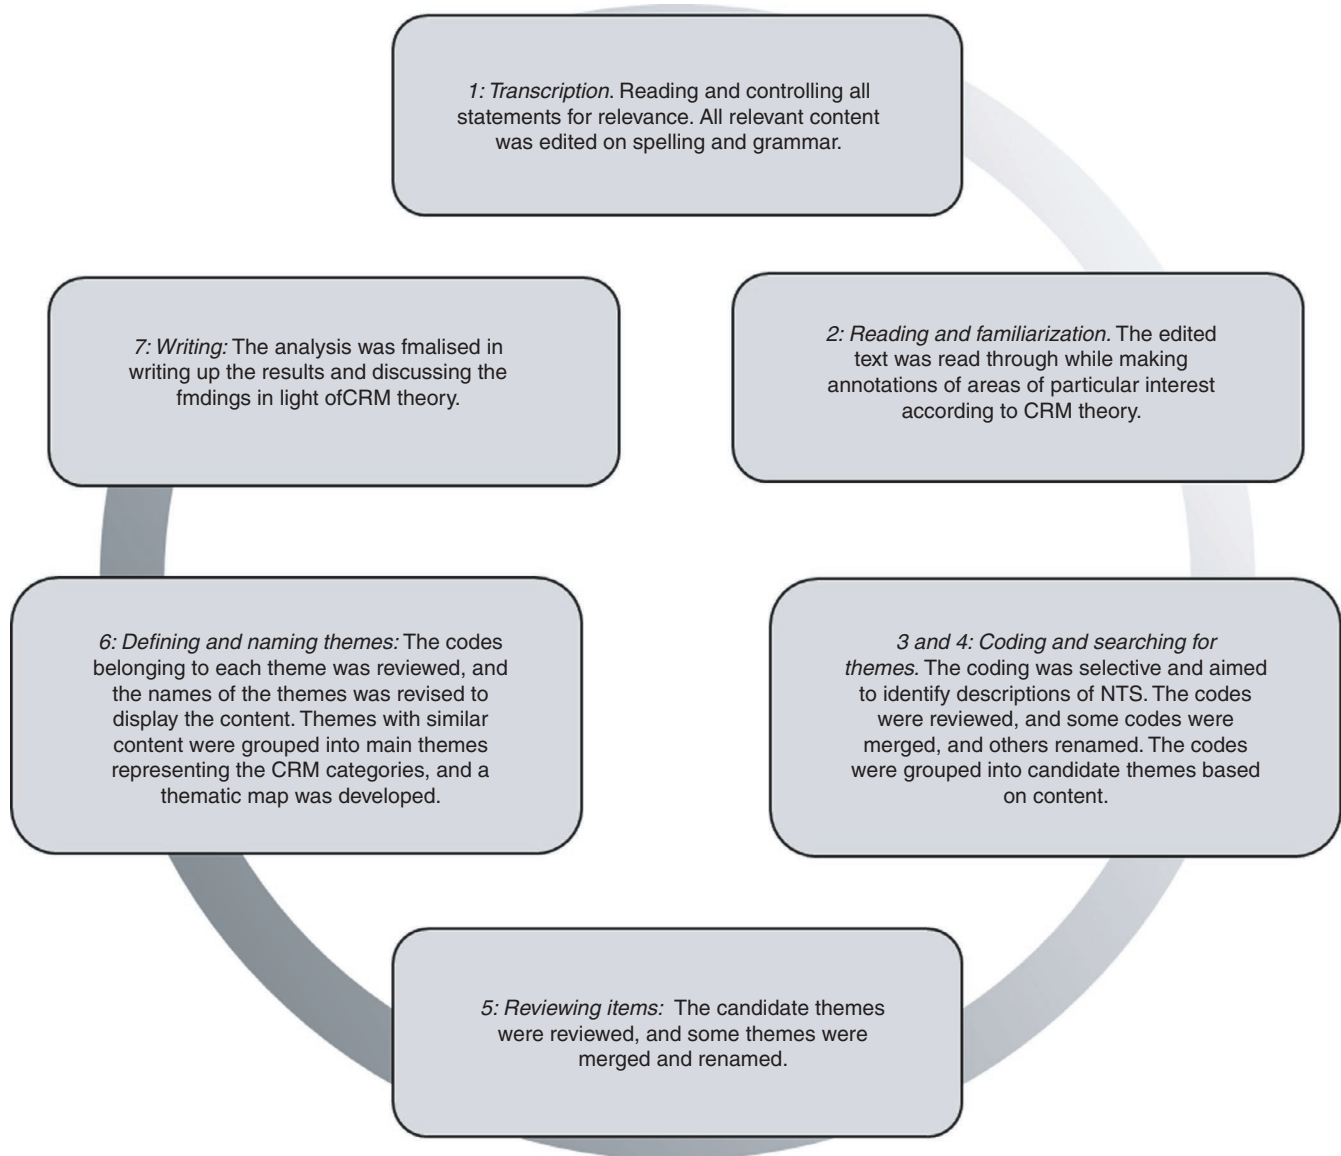 1: Transcription. Reading and controlling all
statements for relevance. All relevant content
was edited on spelling and grammar.
2: Reading and familiarization. The edited
text was read through while making
annotations of areas of particular interest
according to CRM theory.
3 and 4: Coding and searching for
themes. The coding was selective and aimed
to identify descriptions of NTS. The codes
were reviewed, and some codes were
merged, and others renamed. The codes
were grouped into candidate themes based
on content.
5: Reviewing items: The candidate themes
were reviewed, and some themes were
merged and renamed.
6: Defining and naming themes: The codes
belonging to each theme was reviewed, and
the names of the themes was revised to
display the content. Themes with similar
content were grouped into main themes
representing the CRM categories, and a
thematic map was developed.
7: Writing: The analysis was fmalised in
writing up the results and discussing the
fmdings in light ofCRM theory.